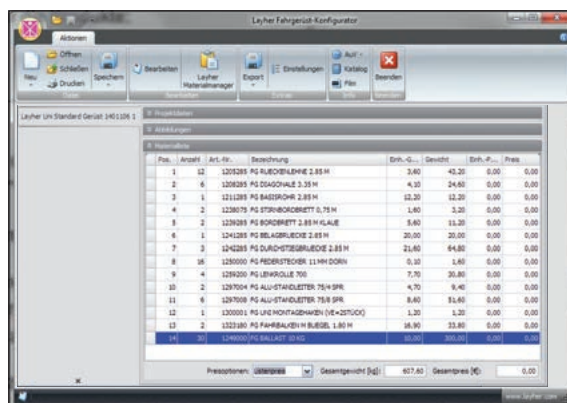 Layher Fahrgerüst-Konfigurator
Aktionen
Neu
Öffnen
Schließen
Drucken
Speichern
Datei
Bearbeiten
Layher Materialmanager
Bearbeiten
Export
Einstellungen
Extras
Katalog
Film
Info
Beenden
Beenden
Layher Uni Standard Gerüst 1401106 1
Projektdaten
Abbildungen
Materialliste
Pos. Anzahl Art.-Nr. Bezeichnung Einh.-G... Gewicht Einh.-P... Preis
1 12 1205285 FG RUECKENLEHNE 2.85 M 3,60 43,20 0,00 0,00
2 6 1208285 FG DIAGONALE 3.35 M 4,10 24,60 0,00 0,00
3 1 1211285 FG BASISROHR 2.85 M 12,20 12,20 0,00 0,00
4 2 1238075 FG STIRNBORDBRETT 0,75 M 1,60 3,20 0,00 0,00
5 2 1239285 FG BORDBRETT 2.85 M KLAUE 5,60 11,20 0,00 0,00
6 1 1241285 FG BELAGBRUECKE 2.85 M 20,00 20,00 0,00 0,00
7 3 1242285 FG DURCHSTIEGBRUECKE 2.85 M 21,60 64,80 0,00 0,00
8 16 1250000 FG FEDERSTECKER 11 MM DORN 0,10 1,60 0,00 0,00
9 4 1259200 FG LENKROLLE 700 7,70 30,80 0,00 0,00
10 2 1297004 FG ALU-STANDLEITER 75/4 SPR. 4,70 9,40 0,00 0,00
11 6 1297008 FG ALU-STANDLEITER 75/8 SPR. 8,60 51,60 0,00 0,00
12 1 1300001 FG UNI MONTAGEHAKEN (VE=2STÜCK) 1,20 1,20 0,00 0,00
13 2 1323180 FG FAHRBALKEN M BUEGEL 1.80 M 16,90 33,80 0,00 0,00
14 30 1249000 FG BALLAST 10 KG 10,00 300,00 0,00 0,00
Preisoptionen: Listenpreis Gesamtgewicht [kg]: 607,60 Gesamtpreis [€]: 0,00
www.layher.com